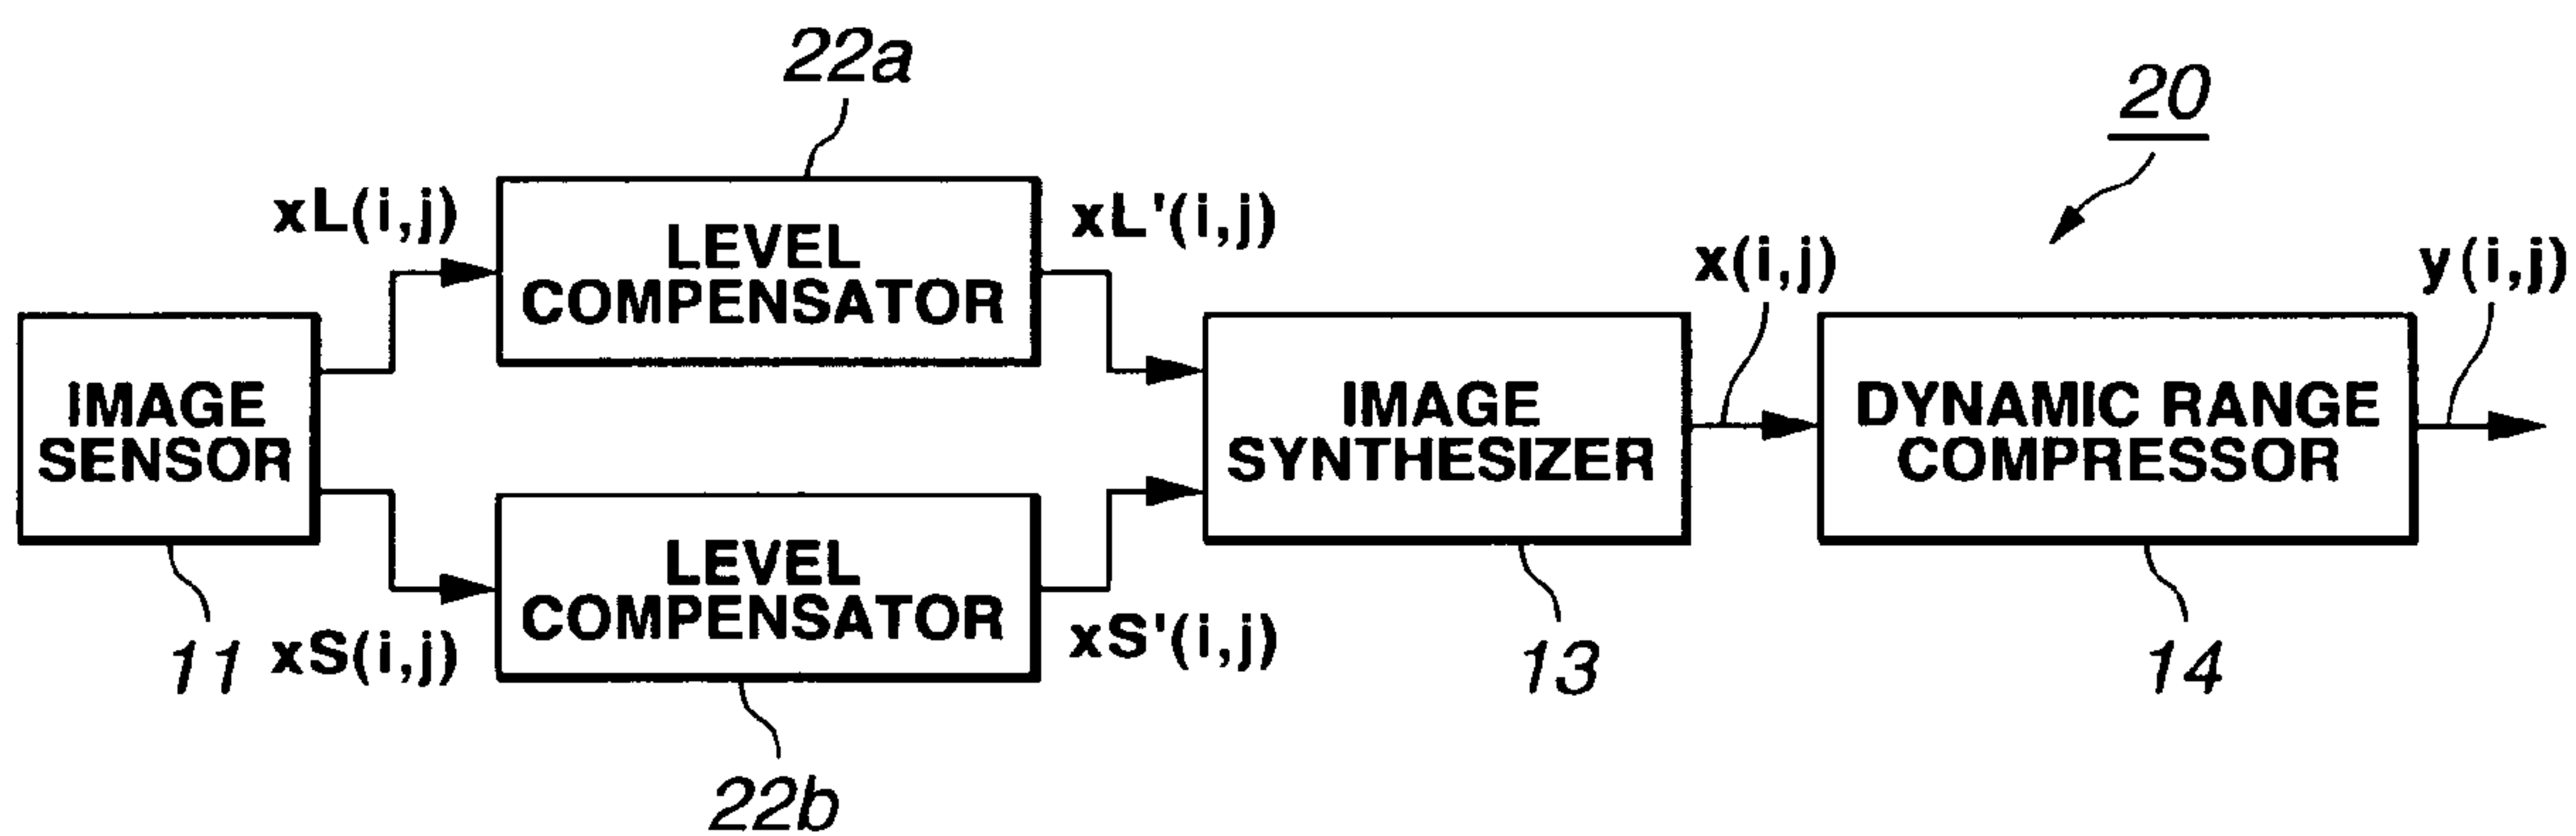 22a
20
xL(i,j)
LEVEL
COMPENSATOR
xL'(i,j)
x(i,j)
y(i,j)
IMAGE
SENSOR
IMAGE
SYNTHESIZER
DYNAMIC RANGE
COMPRESSOR
11
xS(i,j)
LEVEL
COMPENSATOR
xS'(i,j)
13
14
22b